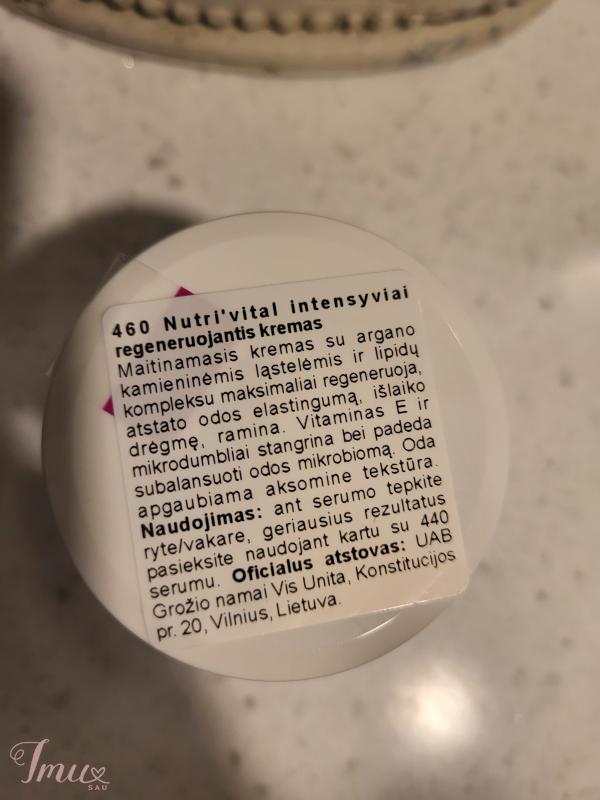 460 Nutri'vital intensyviai
regeneruojantis kremas
Maitinamasis kremas su argano
kamieninėmis ląstelėmis ir lipidų
kompleksu maksimaliai regeneruoja,
atstato odos elastingumą, išlaiko
drėgmę, ramina. Vitaminas E ir
mikrodumbliai stangrina bei padeda
subalansuoti odos mikrobiomą. Oda
apgaubiama aksomine tekstūra.
Naudojimas: ant serumo tepkite
ryte/vakare, geriausius rezultatus
pasieksite naudojant kartu su 440
serumu. Oficialus atstovas: UAB
Grožio namai Vis Unita, Konstitucijos
pr. 20, Vilnius, Lietuva.
Imu
SAU